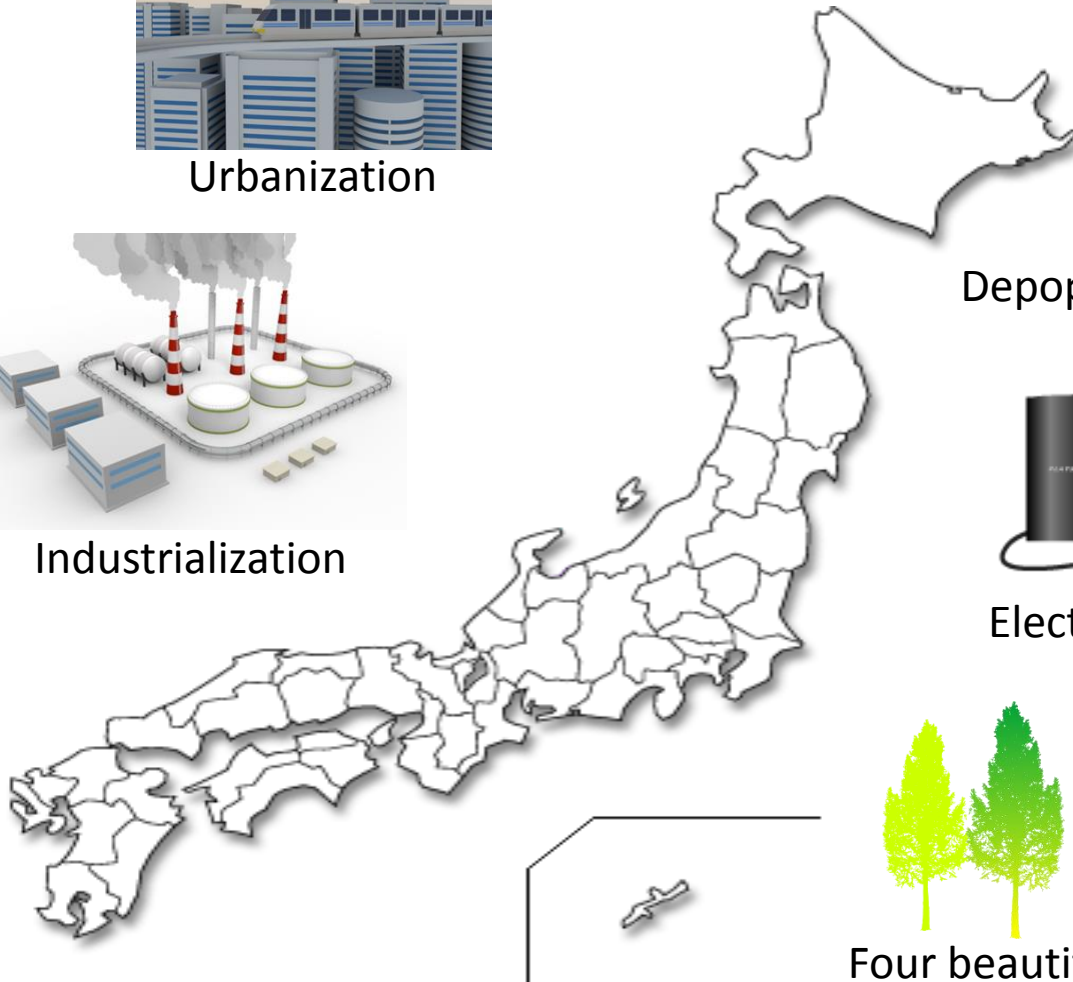 Urbanization
Depop
Industrialization
Elect
Four beauti